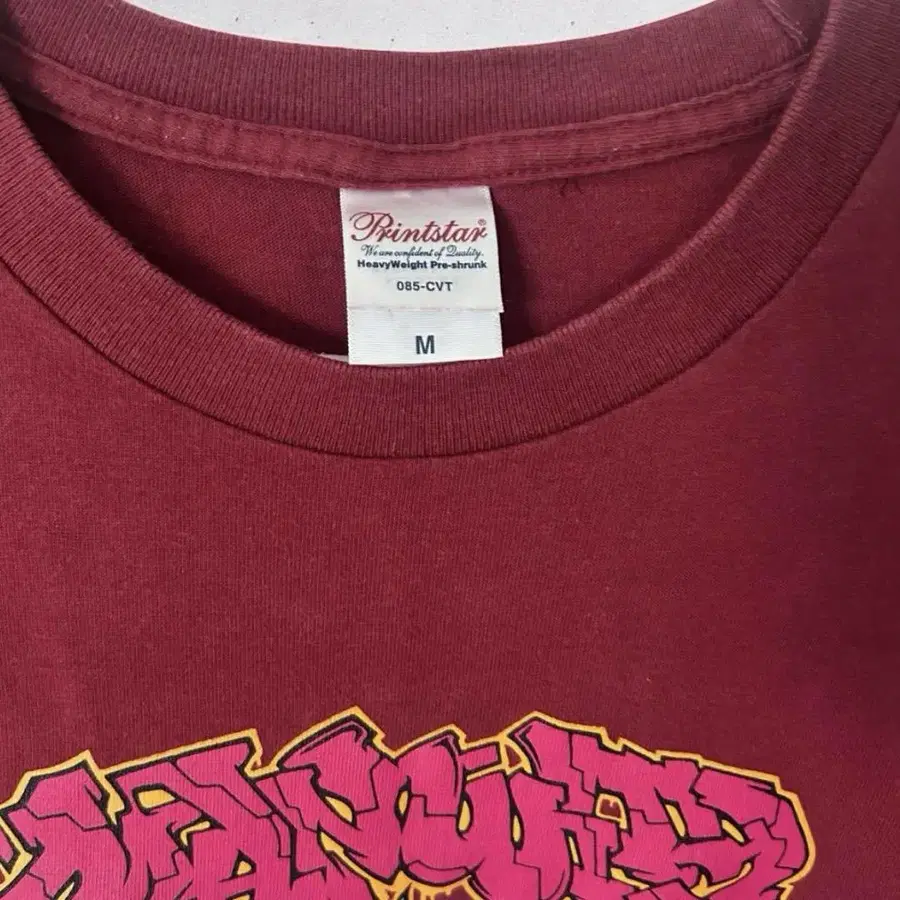 Printstar®
We are confident of Quality.
HeavyWeight Pre-shrunk
085-CVT
M